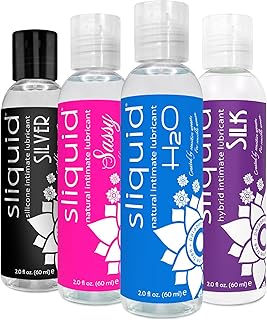 sliquid
silicone intimate lubricant
SILVER
2.0 fl oz. (60 ml)
sliquid
natural intimate lubricant
Sassy
2.0 fl oz. (60 ml)
sliquid
natural intimate lubricant
H2O
2.0 fl oz. (60 ml)
sliquid
hybrid intimate lubricant
SILK
2.0 fl oz. (60 ml)